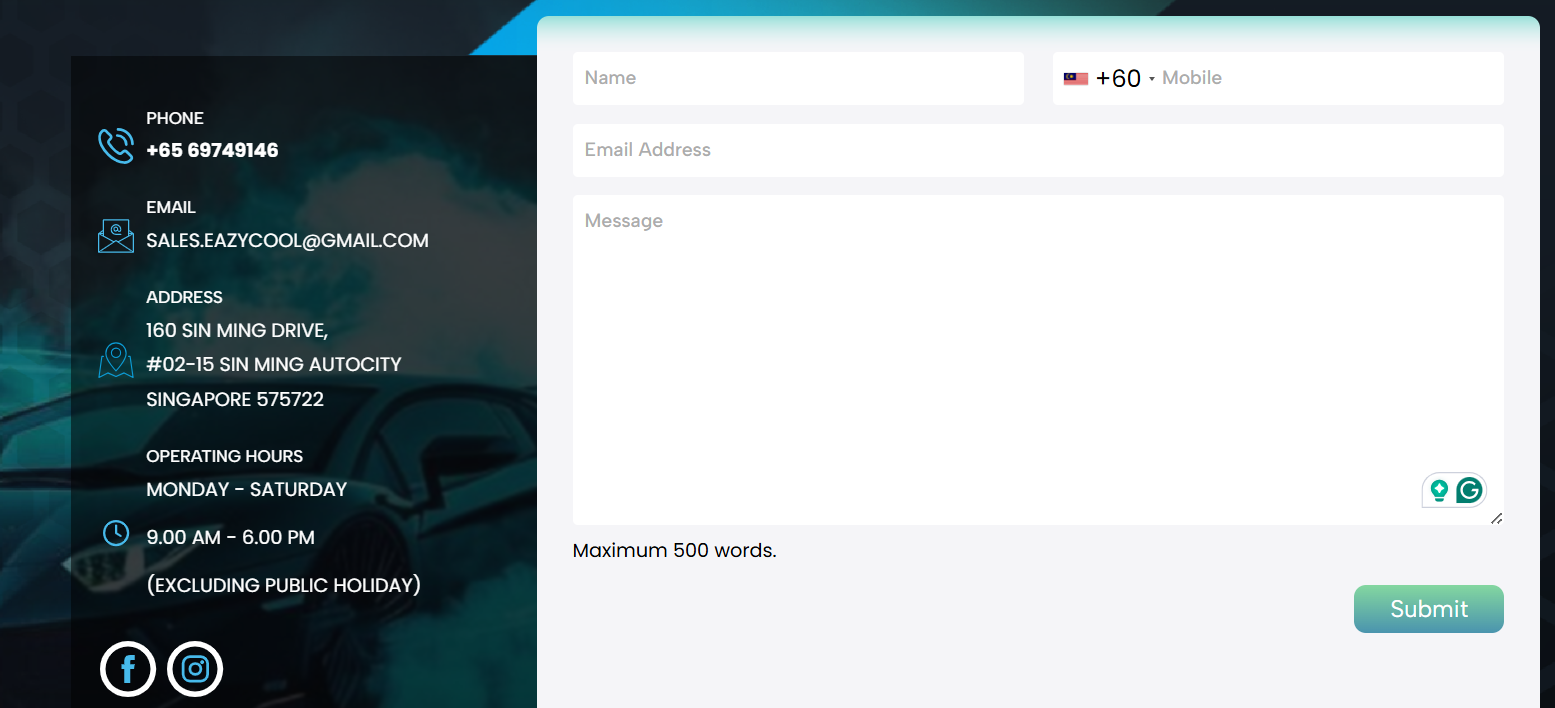 PHONE
+65 69749146
EMAIL
SALES.EAZYCOOL@GMAIL.COM
ADDRESS
160 SIN MING DRIVE,
#02-15 SIN MING AUTOCITY
SINGAPORE 575722
OPERATING HOURS
MONDAY - SATURDAY
9.00 AM - 6.00 PM
(EXCLUDING PUBLIC HOLIDAY)
Name
+60 Mobile
Email Address
Message
Maximum 500 words.
Submit